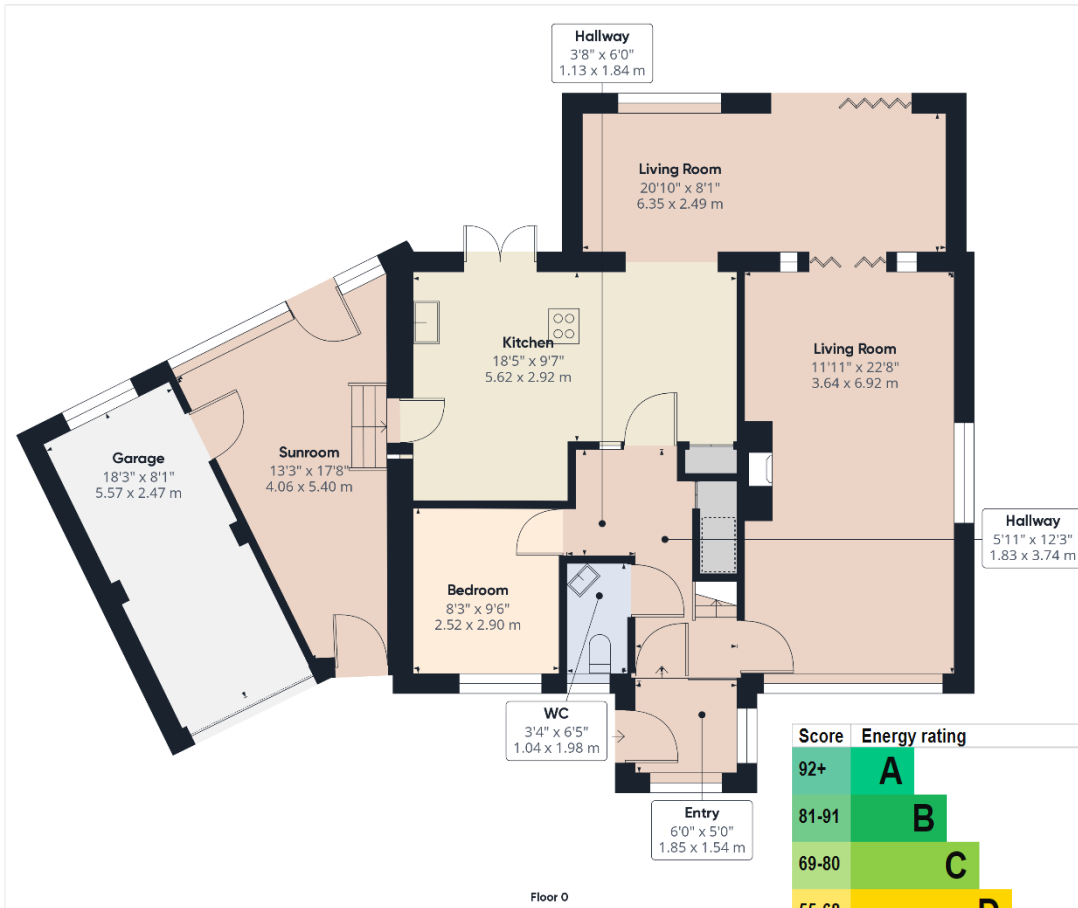 Hallway
3'8" x 6'0"
1.13 x 1.84 m
Living Room
20'10" x 8'1"
6.35 x 2.49 m
Kitchen
18'5" x 9'7"
5.62 x 2.92 m
Living Room
11'11" x 22'8"
3.64 x 6.92 m
Garage
18'3" x 8'1"
5.57 x 2.47 m
Sunroom
13'3" x 17'8"
4.06 x 5.40 m
Hallway
5'11" x 12'3"
1.83 x 3.74 m
Bedroom
8'3" x 9'6"
2.52 x 2.90 m
WC
3'4" x 6'5"
1.04 x 1.98 m
Entry
6'0" x 5'0"
1.85 x 1.54 m
Score Energy rating
92+ A
81-91 B
69-80 C
55-68 D
Floor 0